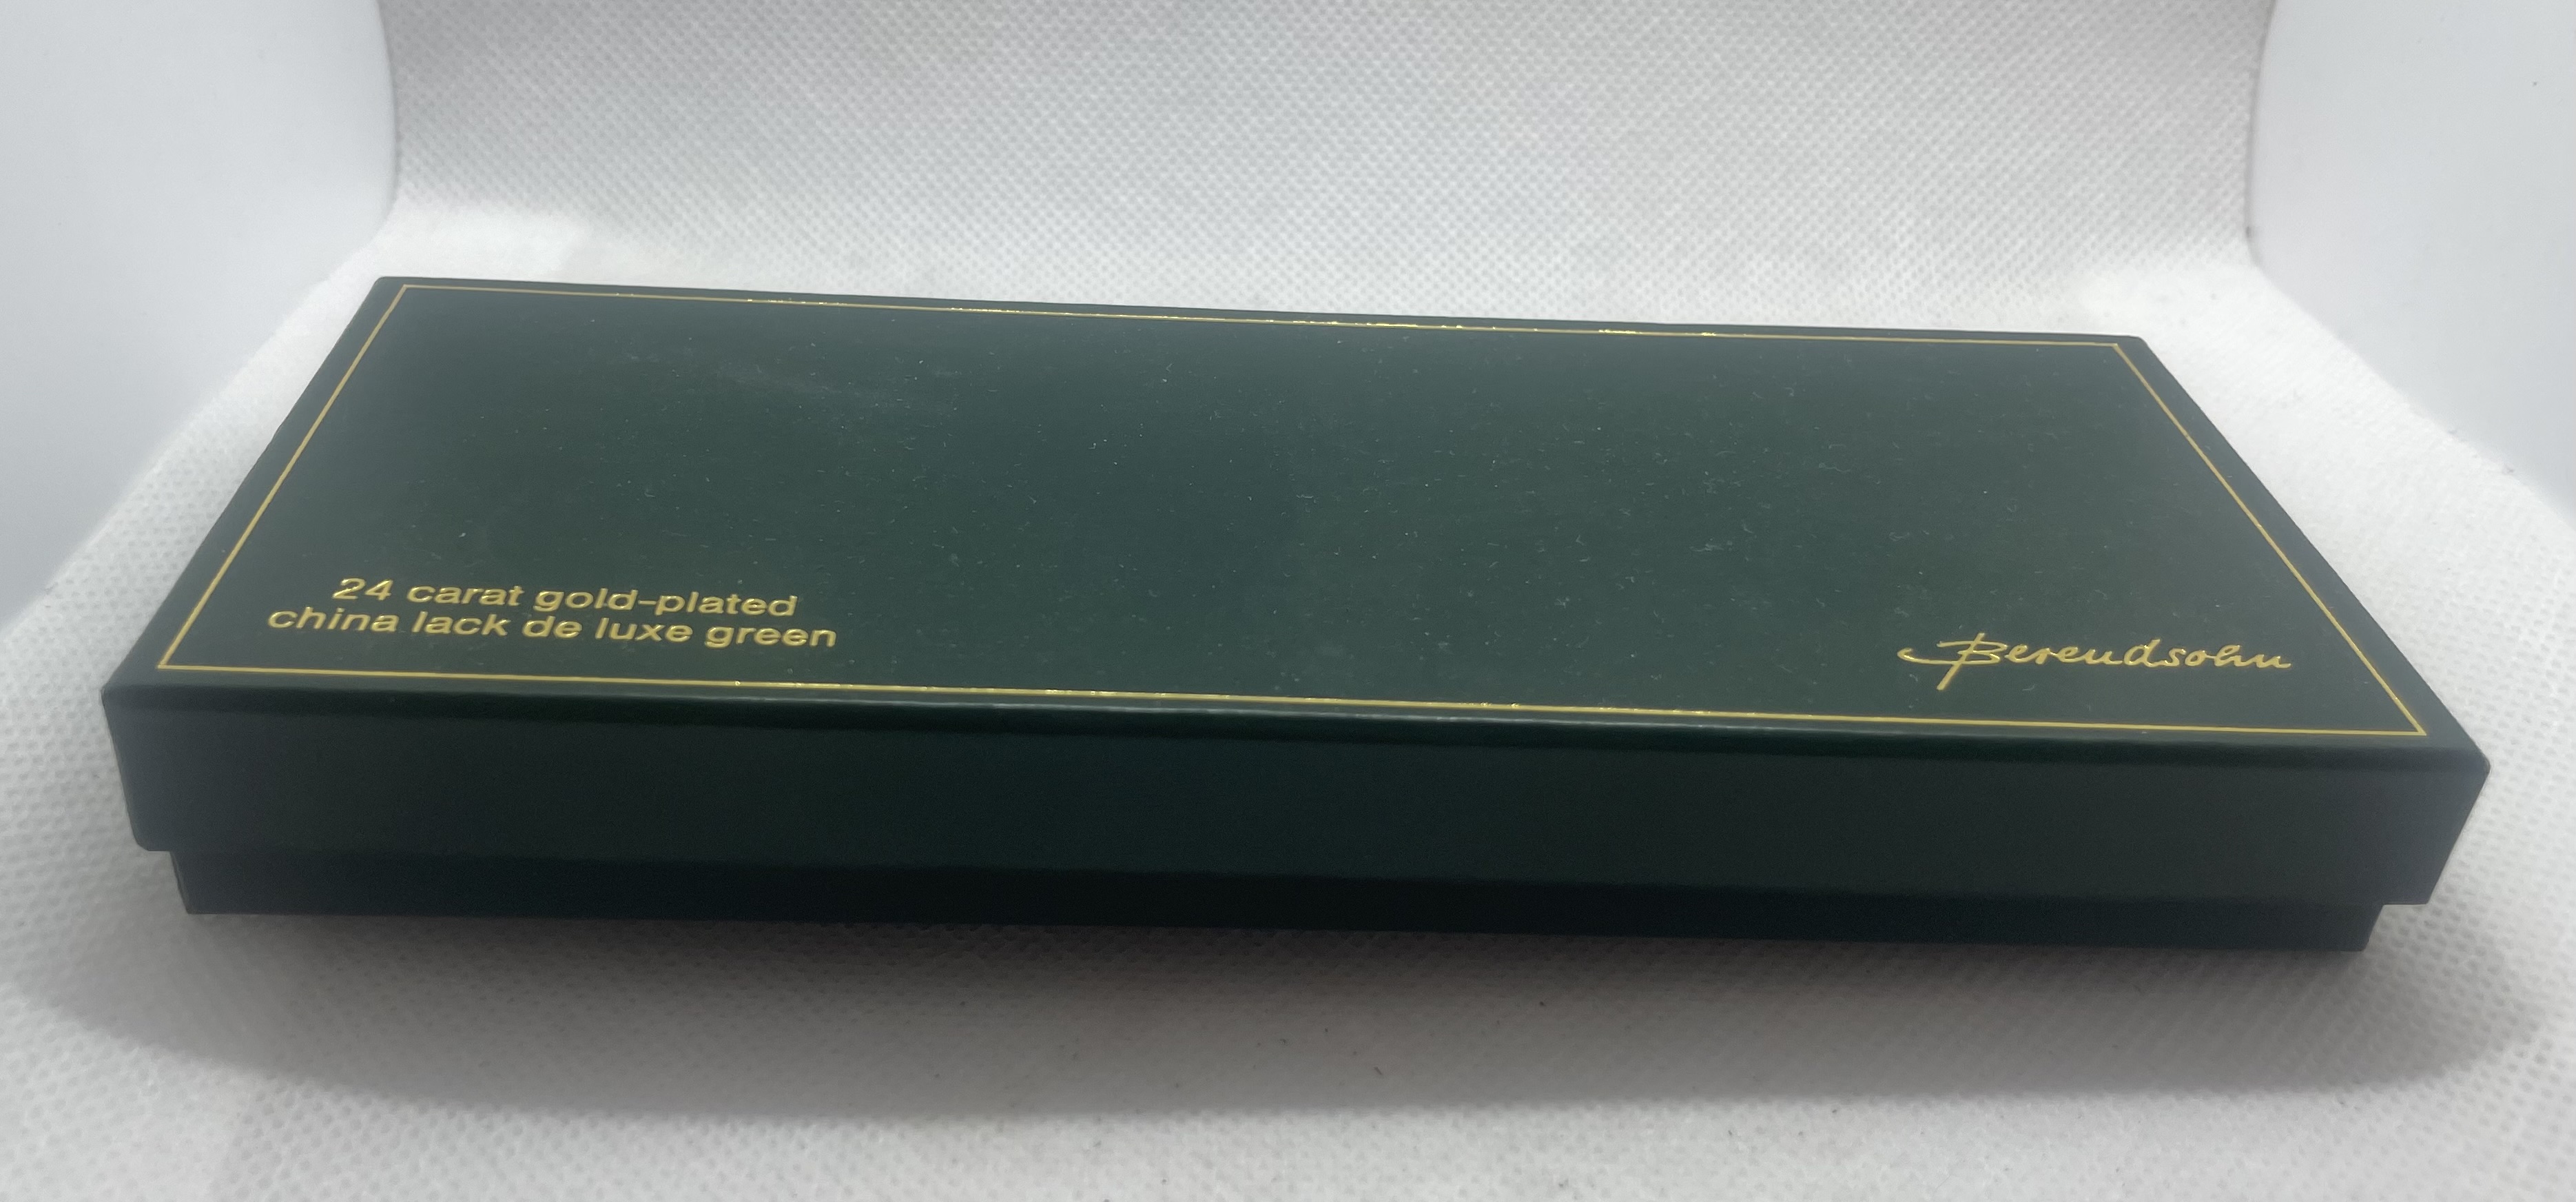 24 carat gold-plated
china lack de luxe green
Berendsohn